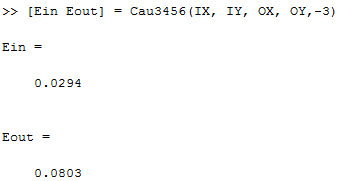 >> [Ein Eout] = Cau3456(IX, IY, OX, OY,-3)
Ein =
0.0294
Eout =
0.0803